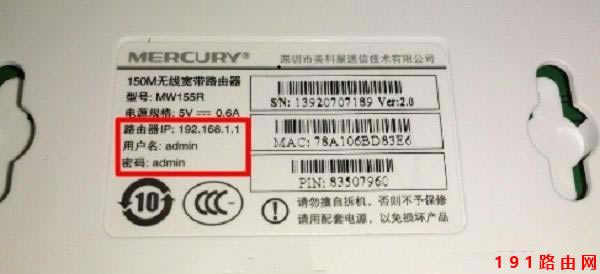 MERCURY®
深圳市美科星通信技术有限公司
150M无线宽带路由器
型号: MW155R
电源规格: 5V⎓0.6A
路由器IP: 192.168.1.1
用户名: admin
密码: admin
S/N: 13920707189 Ver:2.0
MAC: 78A106BD83E6
PIN: 83507960
10
CCC
请勿擅自拆机，否则不予保修
请用配套电源，以免损坏产品
191路由网